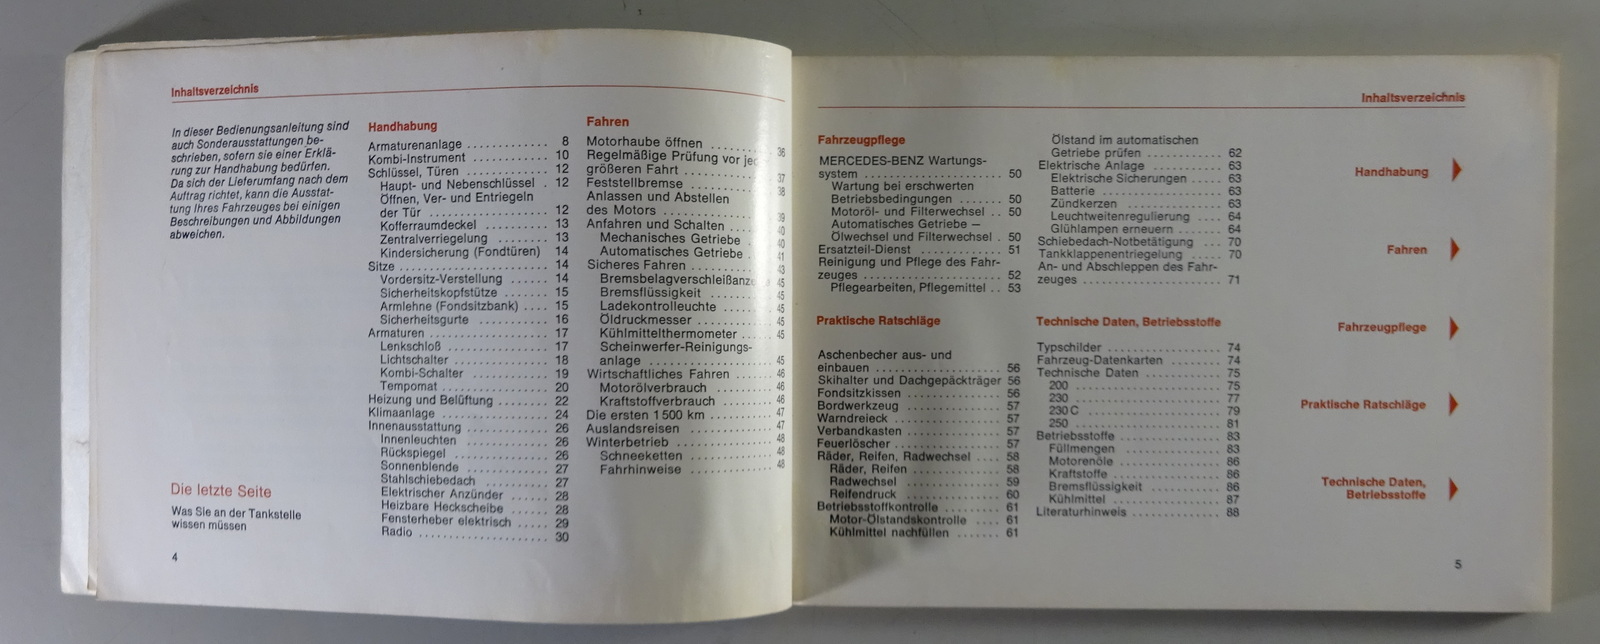 Inhaltsverzeichnis
In dieser Bedienungsanleitung sind
auch Sonderausstattungen be-
schrieben, sofern sie einer Erklä-
rung zur Handhabung bedürfen.
Da sich der Lieferumfang nach dem
Auftrag richtet, kann die Ausstat-
tung Ihres Fahrzeuges bei einigen
Beschreibungen und Abbildungen
abweichen.
Die letzte Seite
Was Sie an der Tankstelle
wissen müssen
4
Handhabung
Armaturenanlage ............ 8
Kombi-Instrument ........... 10
Schlüssel, Türen ............ 12
Haupt- und Nebenschlüssel . 12
Öffnen, Ver- und Entriegeln
der Tür .................. 12
Kofferraumdeckel .......... 13
Zentralverriegelung ......... 13
Kindersicherung (Fondtüren) 14
Sitze ...................... 14
Vordersitz-Verstellung ....... 14
Sicherheitskopfstütze ....... 15
Armlehne (Fondsitzbank) .... 15
Sicherheitsgurte ........... 16
Armaturen .................. 17
Lenkschloß ................ 17
Lichtschalter ............... 18
Kombi-Schalter ............ 19
Tempomat ................ 20
Heizung und Belüftung ........ 22
Klimaanlage ................ 24
Innenausstattung ............ 26
Innenleuchten ............. 26
Rückspiegel ............... 26
Sonnenblende ............. 27
Stahlschiebedach .......... 27
Elektrischer Anzünder ...... 28
Heizbare Heckscheibe ...... 28
Fensterheber elektrisch ..... 29
Radio .................... 30
Fahren
Motorhaube öffnen .......... 36
Regelmäßige Prüfung vor jed
größeren Fahrt .............. 37
Feststellbremse ............. 38
Anlassen und Abstellen
des Motors ................. 39
Anfahren und Schalten ....... 40
Mechanisches Getriebe ..... 40
Automatisches Getriebe .... 41
Sicheres Fahren ............. 43
Bremsbelagverschleißanze 45
Bremsflüssigkeit ........... 45
Ladekontrolleuchte ......... 45
Öldruckmesser ............ 45
Kühlmittelthermometer ..... 45
Scheinwerfer-Reinigungs-
anlage ................... 45
Wirtschaftliches Fahren ....... 46
Motorölverbrauch .......... 46
Kraftstoffverbrauch ......... 46
Die ersten 1500 km .......... 47
Auslandsreisen .............. 47
Winterbetrieb ............... 48
Schneeketten ............. 48
Fahrhinweise .............. 48
Inhaltsverzeichnis
Fahrzeugpflege
MERCEDES-BENZ Wartungs-
system .................... 50
Wartung bei erschwerten
Betriebsbedingungen ....... 50
Motoröl- und Filterwechsel .. 50
Automatisches Getriebe –
Ölwechsel und Filterwechsel . 50
Ersatzteil-Dienst ............. 51
Reinigung und Pflege des Fahr-
zeuges ..................... 52
Pflegearbeiten, Pflegemittel .. 53
Praktische Ratschläge
Aschenbecher aus- und
einbauen ................... 56
Skihalter und Dachgepäckträger 56
Fondsitzkissen ............... 56
Bordwerkzeug ............... 57
Warndreieck ................ 57
Verbandkasten .............. 57
Feuerlöscher ................ 57
Räder, Reifen, Radwechsel .... 58
Räder, Reifen .............. 58
Radwechsel ............... 59
Reifendruck ............... 60
Betriebsstoffkontrolle ......... 61
Motor-Ölstandskontrolle .... 61
Kühlmittel nachfüllen ....... 61
Ölstand im automatischen
Getriebe prüfen ............ 62
Elektrische Anlage ........... 63
Elektrische Sicherungen ..... 63
Batterie ................... 63
Zündkerzen ............... 63
Leuchtweitenregulierung .... 64
Glühlampen erneuern ....... 64
Schiebedach-Notbetätigung ... 70
Tankklappenentriegelung ..... 70
An- und Abschleppen des Fahr-
zeuges ..................... 71
Technische Daten, Betriebsstoffe
Typschilder ................. 74
Fahrzeug-Datenkarten ........ 74
Technische Daten ............ 75
200 ...................... 75
230 ...................... 77
230 C .................... 79
250 ...................... 81
Betriebsstoffe ............... 83
Füllmengen ............... 83
Motorenöle ............... 86
Kraftstoffe ................ 86
Bremsflüssigkeit ........... 86
Kühlmittel ................ 87
Literaturhinweis ............. 88
Handhabung
Fahren
Fahrzeugpflege
Praktische Ratschläge
Technische Daten,
Betriebsstoffe
5